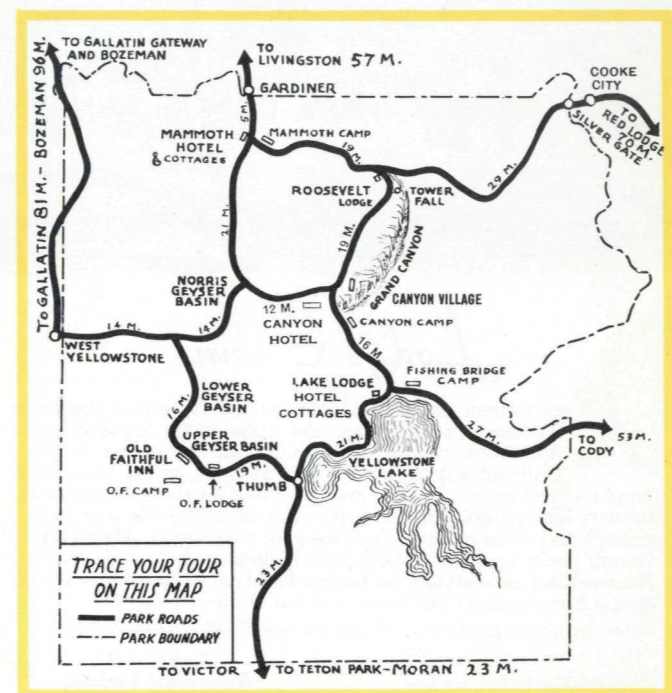 TO GALLATIN GATEWAY
AND BOZEMAN
TO GALLATIN 81 M. - BOZEMAN 96 M.
TO
LIVINGSTON 57 M.
GARDINER
5 M.
COOKE
CITY
TO
RED LODGE
70 M.
SILVER GATE
MAMMOTH
HOTEL
& COTTAGES
MAMMOTH CAMP
19 M.
29 M.
ROOSEVELT
LODGE
TOWER
FALL
21 M.
19 M.
GRAND CANYON
NORRIS
GEYSER
BASIN
12 M.
CANYON
HOTEL
CANYON VILLAGE
CANYON CAMP
14 M.
14 M.
WEST
YELLOWSTONE
16 M.
LOWER
GEYSER
BASIN
16 M.
LAKE LODGE
HOTEL
COTTAGES
FISHING BRIDGE
CAMP
27 M.
TO
CODY
53 M.
UPPER
GEYSER BASIN
OLD
FAITHFUL
INN
O.F. CAMP
O.F. LODGE
19 M.
THUMB
21 M.
YELLOWSTONE
LAKE
23 M.
TRACE YOUR TOUR
ON THIS MAP
PARK ROADS
PARK BOUNDARY
TO VICTOR
TO TETON PARK-MORAN 23 M.